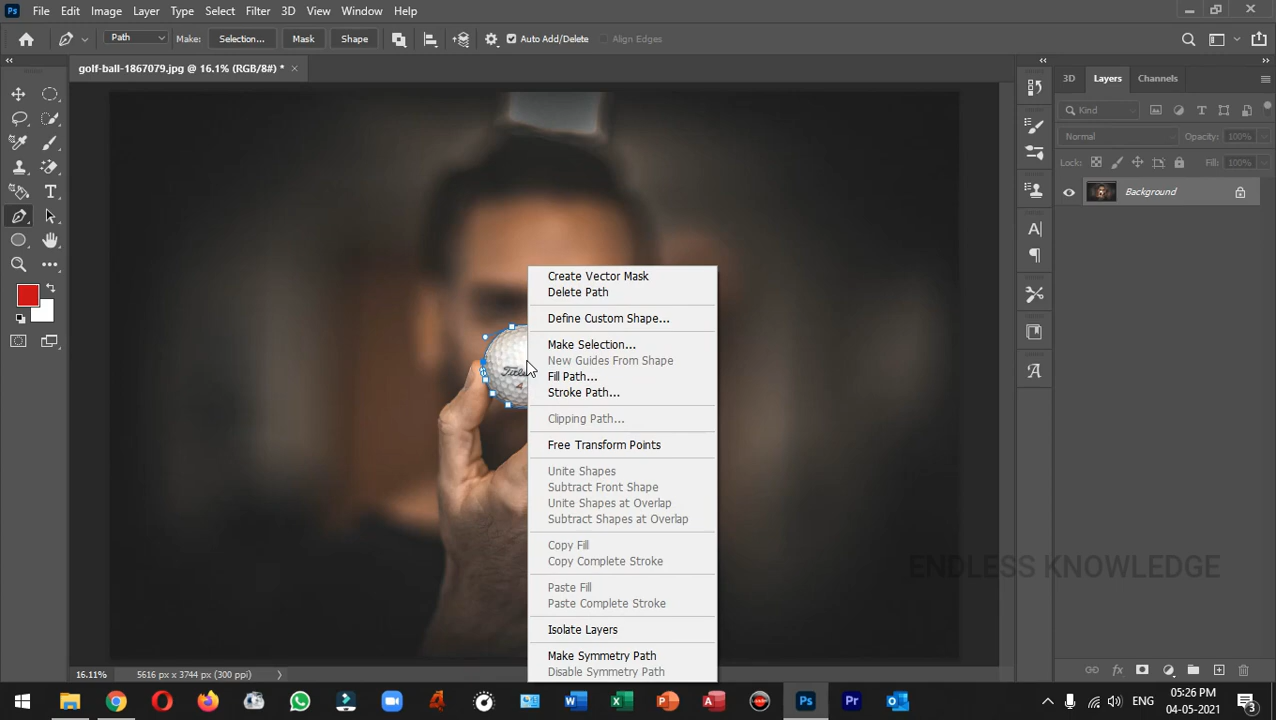 Ps File Edit Image Layer Type Select Filter 3D View Window Help
Path Make: Selection... Mask Shape Auto Add/Delete Align Edges
golf-ball-1867079.jpg @ 16.1% (RGB/8#) * ×
3D Layers Channels
Kind
Normal Opacity: 100%
Lock: Fill: 100%
Background
Create Vector Mask
Delete Path
Define Custom Shape...
Make Selection...
New Guides From Shape
Fill Path...
Stroke Path...
Clipping Path...
Free Transform Points
Unite Shapes
Subtract Front Shape
Unite Shapes at Overlap
Subtract Shapes at Overlap
Copy Fill
Copy Complete Stroke
Paste Fill
Paste Complete Stroke
Isolate Layers
Make Symmetry Path
Disable Symmetry Path
ENDLESS KNOWLEDGE
16.11% 5616 px x 3744 px (300 ppi)
ENG 05:26 PM
04-05-2021
3